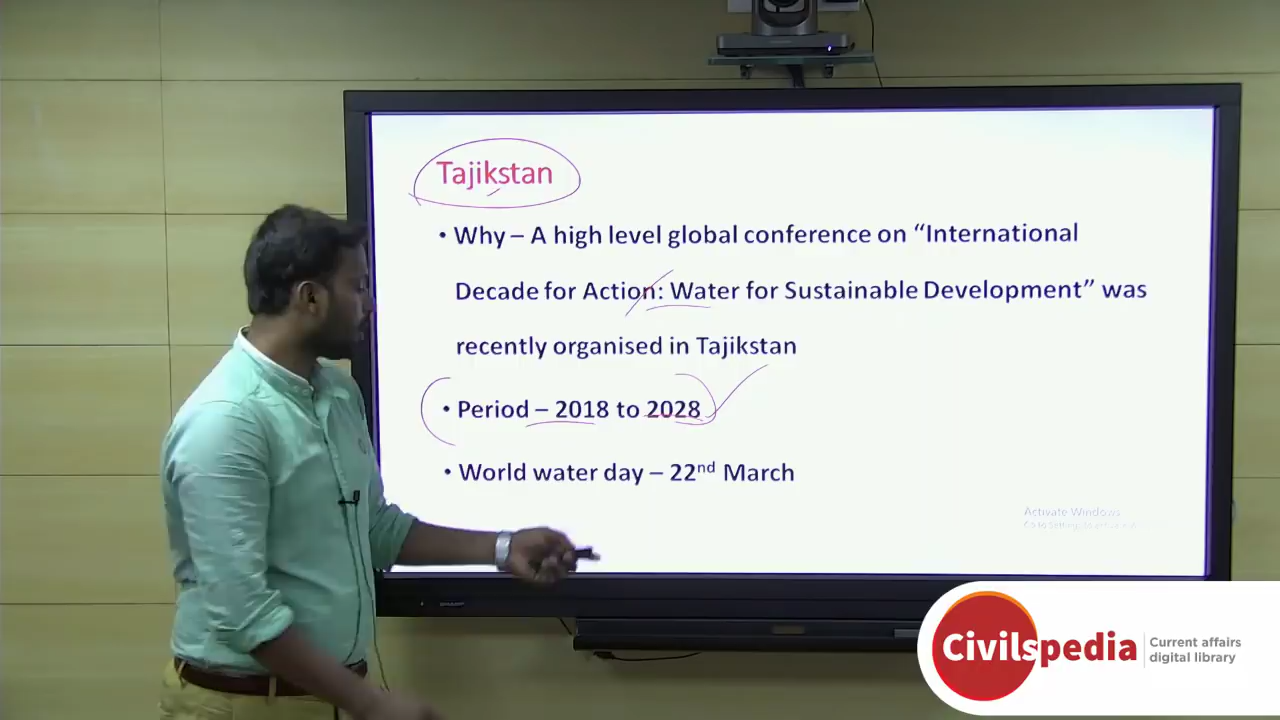 Tajikstan
• Why – A high level global conference on “International
Decade for Action: Water for Sustainable Development” was
recently organised in Tajikstan
• Period – 2018 to 2028
• World water day – 22nd March
Activate Windows
Civilspedia
Current affairs
digital library